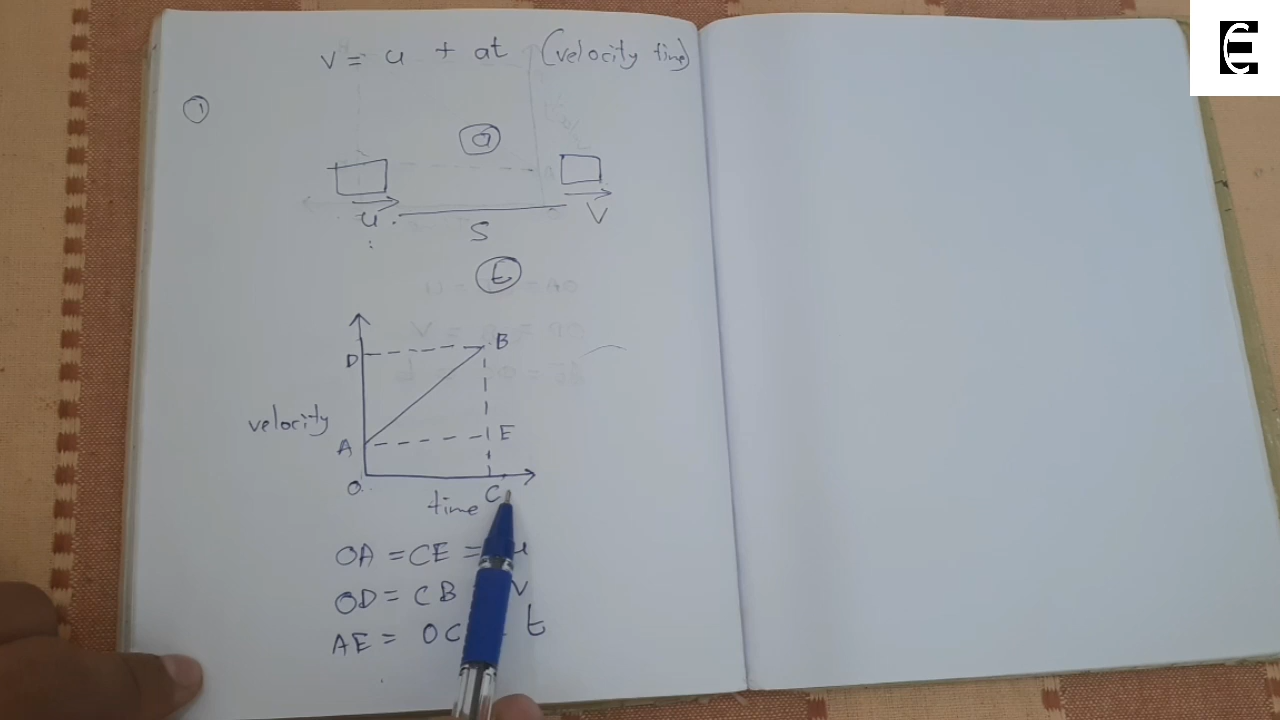 v = u + at (velocity time)
1
a
u
S
V
t
D
B
velocity
A
E
O
time
C
OA = CE = u
OD = CB = v
AE = OC = t